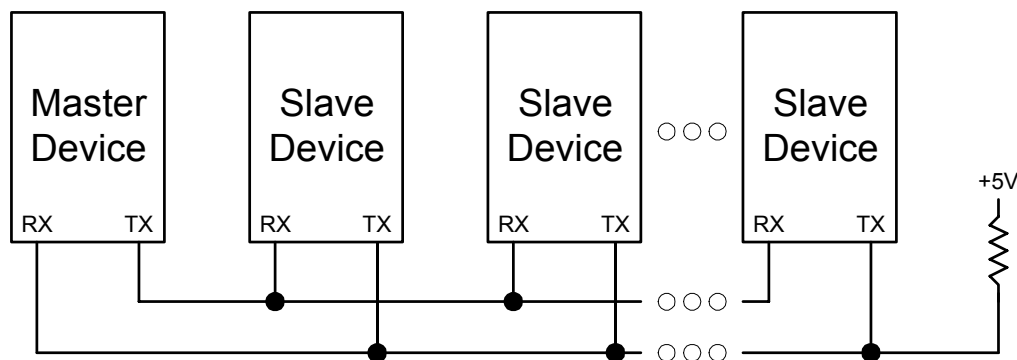 Master
Device
Slave
Device
Slave
Device
Slave
Device
+5V
RX TX
RX TX
RX TX
RX TX